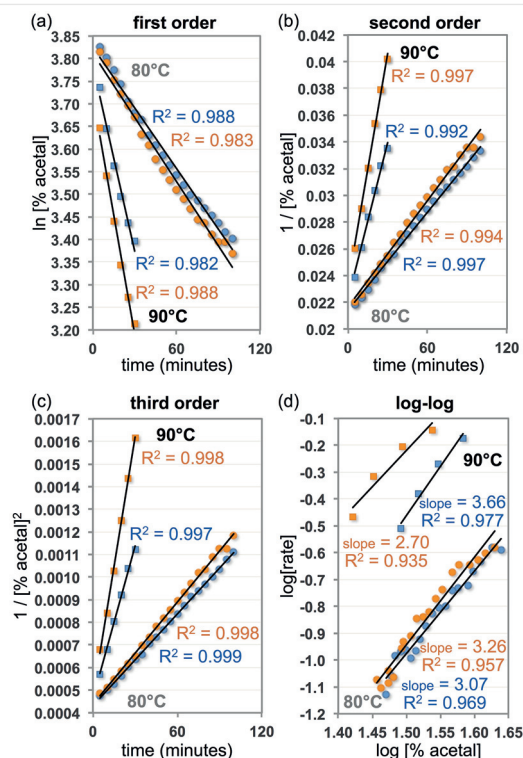 (a) first order
3.85
3.80
3.75
3.70
3.65
3.60
3.55
3.50
3.45
3.40
3.35
3.30
3.25
3.20
ln [% acetal]
80°C
R² = 0.988
R² = 0.983
R² = 0.982
R² = 0.988
90°C
0 60 120
time (minutes)
(b) second order
0.042
0.04
0.038
0.036
0.034
0.032
0.03
0.028
0.026
0.024
0.022
0.02
1 / [% acetal]
90°C
R² = 0.997
R² = 0.992
R² = 0.994
R² = 0.997
80°C
0 60 120
time (minutes)
(c) third order
0.0017
0.0016
0.0015
0.0014
0.0013
0.0012
0.0011
0.0010
0.0009
0.0008
0.0007
0.0006
0.0005
0.0004
1 / [% acetal]²
90°C
R² = 0.998
R² = 0.997
R² = 0.998
R² = 0.999
80°C
0 60 120
time (minutes)
(d) log-log
-0.1
-0.2
-0.3
-0.4
-0.5
-0.6
-0.7
-0.8
-0.9
-1.0
-1.1
-1.2
log[rate]
90°C
slope = 3.66
R² = 0.977
slope = 2.70
R² = 0.935
slope = 3.26
R² = 0.957
slope = 3.07
R² = 0.969
80°C
1.40 1.45 1.50 1.55 1.60 1.65
log [% acetal]